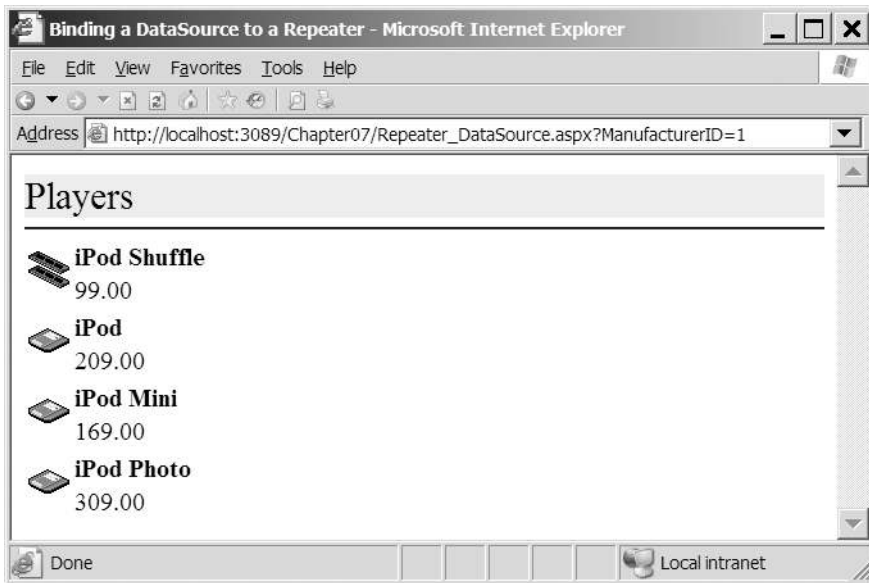 Binding a DataSource to a Repeater - Microsoft Internet Explorer
File Edit View Favorites Tools Help
Address http://localhost:3089/Chapter07/Repeater_DataSource.aspx?ManufacturerID=1
Players
iPod Shuffle
99.00
iPod
209.00
iPod Mini
169.00
iPod Photo
309.00
Done Local intranet